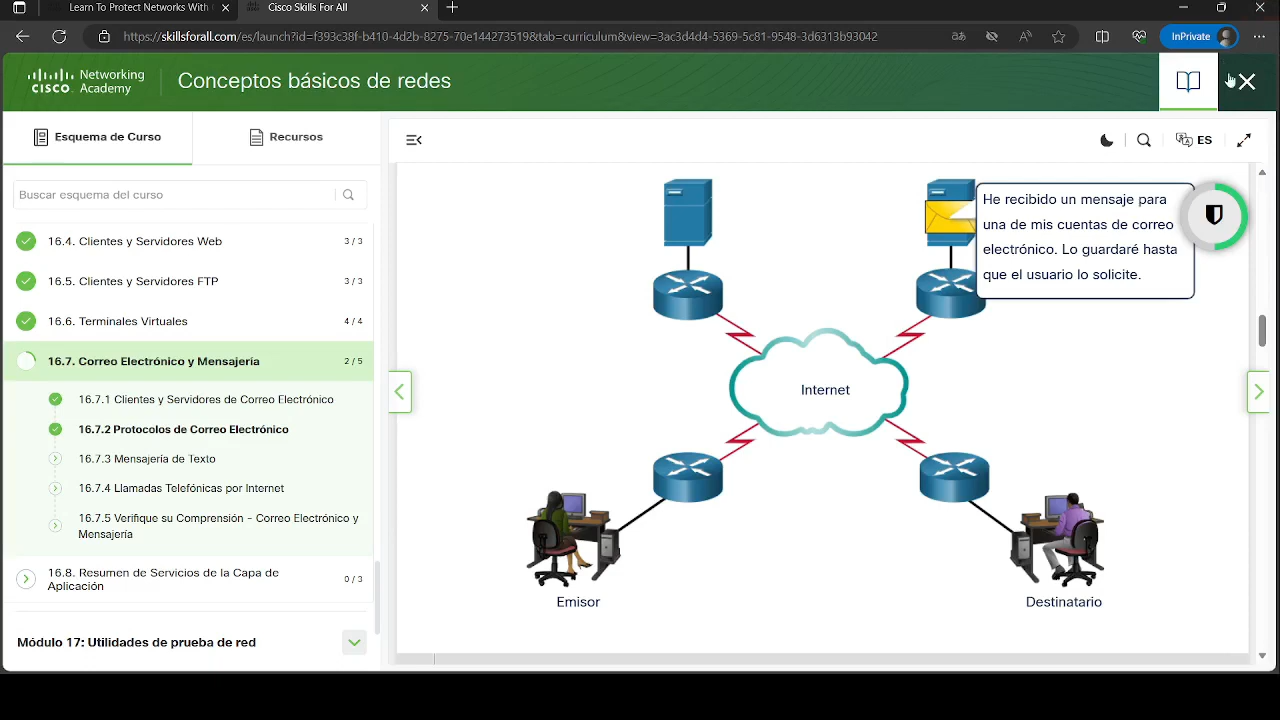 Learn To Protect Networks With
Cisco Skills For All
https://skillsforall.com/es/launch?id=f393c38f-b410-4d2b-8275-70e144273519&tab=curriculum&view=3ac3d4d4-5369-5c81-9548-3d6313b93042
InPrivate
Networking
CISCO Academy
Conceptos básicos de redes
Esquema de Curso
Recursos
ES
Buscar esquema del curso
16.4. Clientes y Servidores Web 3 / 3
16.5. Clientes y Servidores FTP 3 / 3
16.6. Terminales Virtuales 4 / 4
16.7. Correo Electrónico y Mensajería 2 / 5
16.7.1 Clientes y Servidores de Correo Electrónico
16.7.2 Protocolos de Correo Electrónico
16.7.3 Mensajería de Texto
16.7.4 Llamadas Telefónicas por Internet
16.7.5 Verifique su Comprensión - Correo Electrónico y
Mensajería
16.8. Resumen de Servicios de la Capa de
Aplicación 0 / 3
Módulo 17: Utilidades de prueba de red
He recibido un mensaje para
una de mis cuentas de correo
electrónico. Lo guardaré hasta
que el usuario lo solicite.
Internet
Emisor
Destinatario